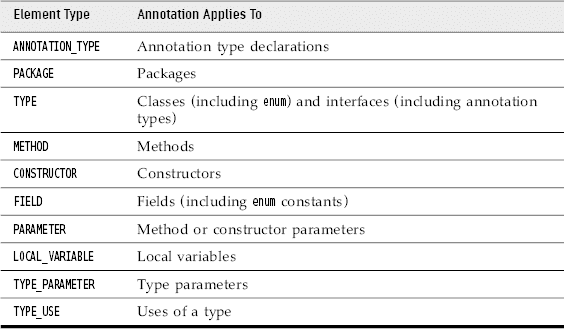 Element Type Annotation Applies To
ANNOTATION_TYPE Annotation type declarations
PACKAGE Packages
TYPE Classes (including enum) and interfaces (including annotation
types)
METHOD Methods
CONSTRUCTOR Constructors
FIELD Fields (including enum constants)
PARAMETER Method or constructor parameters
LOCAL_VARIABLE Local variables
TYPE_PARAMETER Type parameters
TYPE_USE Uses of a type